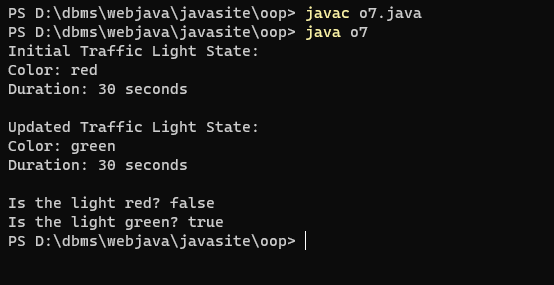 PS D:\dbms\webjava\javasite\oop> javac o7.java
PS D:\dbms\webjava\javasite\oop> java o7
Initial Traffic Light State:
Color: red
Duration: 30 seconds
Updated Traffic Light State:
Color: green
Duration: 30 seconds
Is the light red? false
Is the light green? true
PS D:\dbms\webjava\javasite\oop>